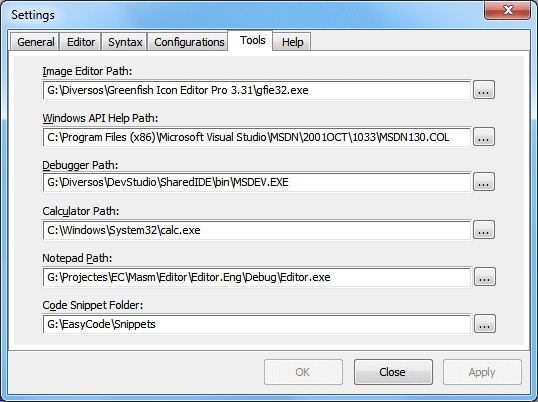 Settings
General Editor Syntax Configurations Tools Help
Image Editor Path:
G:\Diversos\Greenfish Icon Editor Pro 3.31\gfie32.exe
...
Windows API Help Path:
C:\Program Files (x86)\Microsoft Visual Studio\MSDN\2001OCT\1033\MSDN130.COL
...
Debugger Path:
G:\Diversos\DevStudio\SharedIDE\bin\MSDEV.EXE
...
Calculator Path:
C:\Windows\System32\calc.exe
...
Notepad Path:
G:\Projectes\EC\Masm\Editor\Editor.Eng\Debug\Editor.exe
...
Code Snippet Folder:
G:\EasyCode\Snippets
...
OK Close Apply